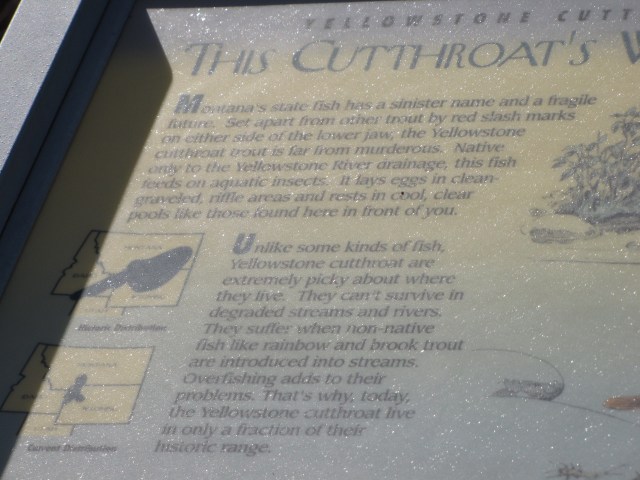 YELLOWSTONE CUTT
THIS CUTTHROAT'S
Montana's state fish has a sinister name and a fragile
future. Set apart from other trout by red slash marks
on either side of the lower jaw, the Yellowstone
cutthroat trout is far from murderous. Native
only to the Yellowstone River drainage, this fish
feeds on aquatic insects. It lays eggs in clean-
graveled, riffle areas and rests in cool, clear
pools like those found here in front of you.
Unlike some kinds of fish,
Yellowstone cutthroat are
extremely picky about where
they live. They can't survive in
degraded streams and rivers.
They suffer when non-native
fish like rainbow and brook trout
are introduced into streams.
Overfishing adds to their
problems. That's why, today,
the Yellowstone cutthroat live
in only a fraction of their
historic range.
Historic Distribution
Current Distribution